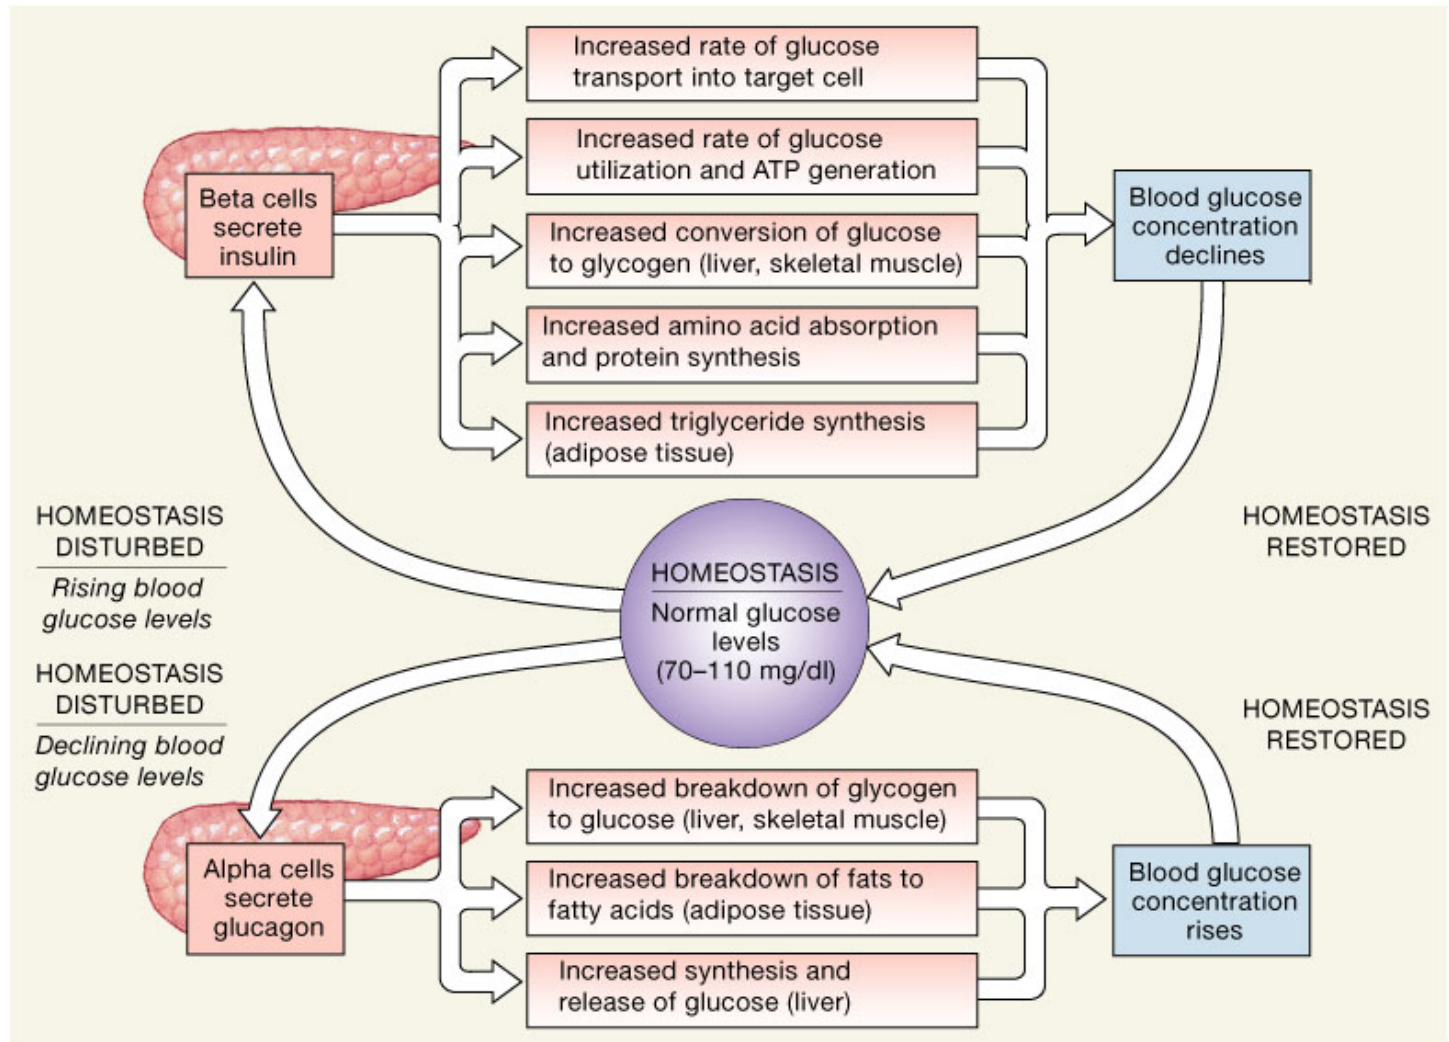 Increased rate of glucose
transport into target cell
Increased rate of glucose
utilization and ATP generation
Increased conversion of glucose
to glycogen (liver, skeletal muscle)
Increased amino acid absorption
and protein synthesis
Increased triglyceride synthesis
(adipose tissue)
Beta cells
secrete
insulin
Blood glucose
concentration
declines
HOMEOSTASIS
DISTURBED
Rising blood
glucose levels
HOMEOSTASIS
RESTORED
HOMEOSTASIS
Normal glucose
levels
(70–110 mg/dl)
HOMEOSTASIS
DISTURBED
Declining blood
glucose levels
HOMEOSTASIS
RESTORED
Alpha cells
secrete
glucagon
Increased breakdown of glycogen
to glucose (liver, skeletal muscle)
Increased breakdown of fats to
fatty acids (adipose tissue)
Increased synthesis and
release of glucose (liver)
Blood glucose
concentration
rises